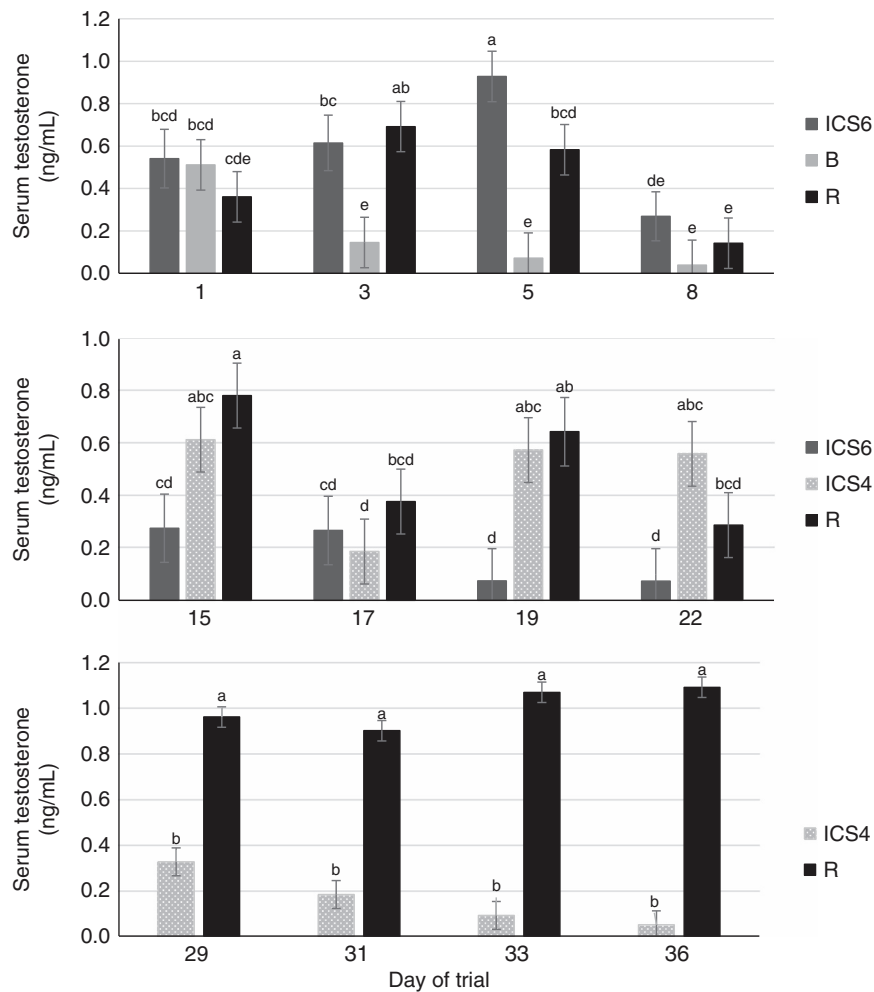 1.2
1.0
0.8
0.6
0.4
0.2
0.0
Serum testosterone
(ng/mL)
bcd
bcd
cde
bc
e
ab
a
e
bcd
de
e
e
1
3
5
8
ICS6
B
R
1.0
0.8
0.6
0.4
0.2
0.0
Serum testosterone
(ng/mL)
cd
abc
a
cd
d
bcd
d
abc
ab
d
abc
bcd
15
17
19
22
ICS6
ICS4
R
1.2
1.0
0.8
0.6
0.4
0.2
0.0
Serum testosterone
(ng/mL)
b
a
b
a
b
a
b
a
29
31
33
36
Day of trial
ICS4
R